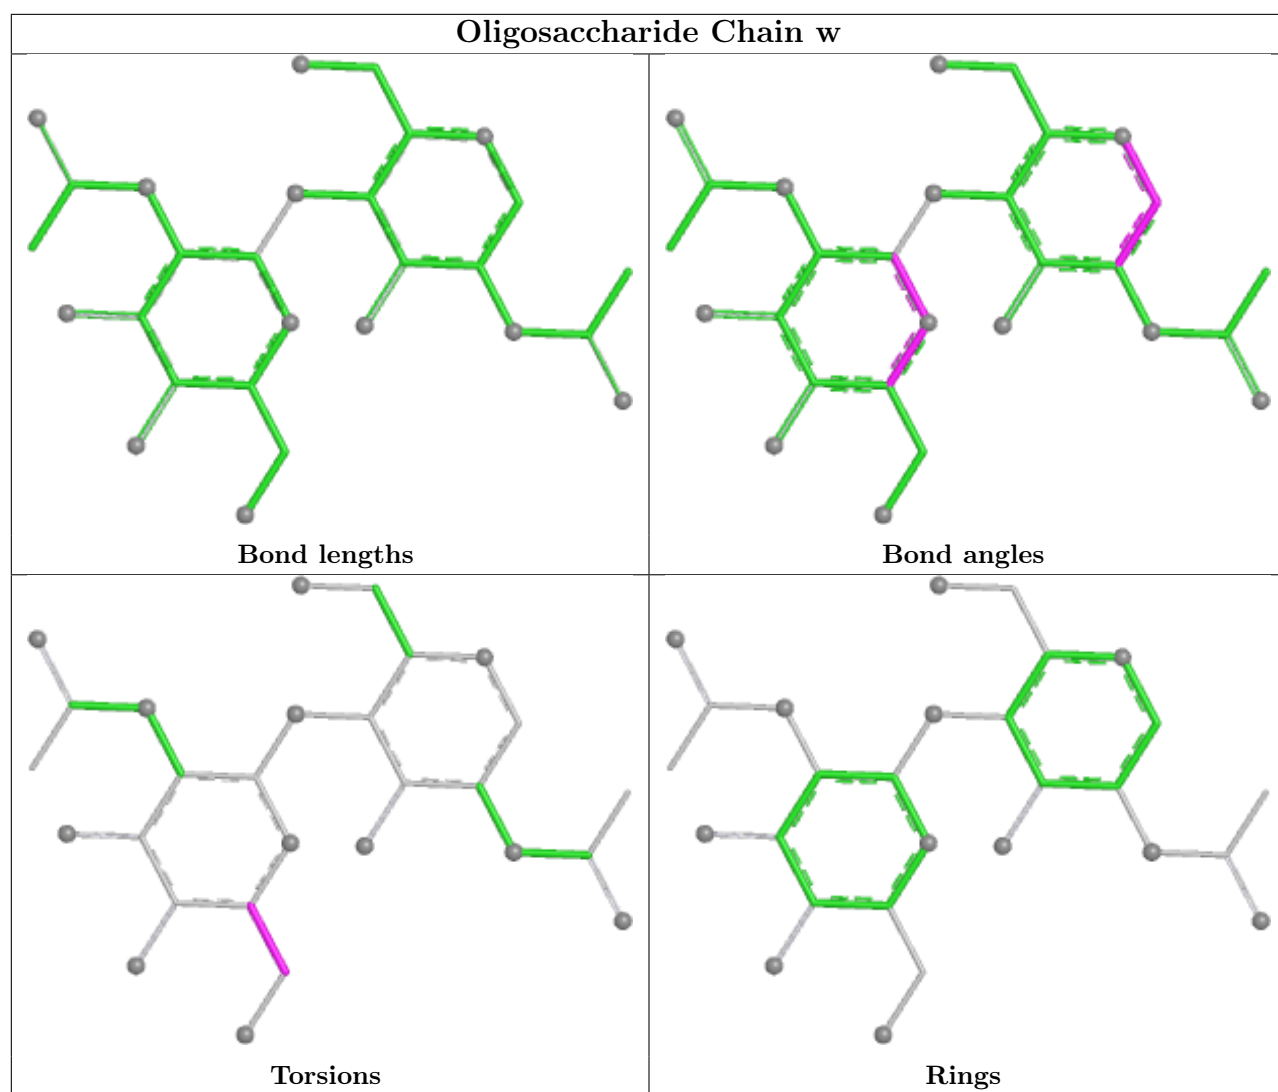 Oligosaccharide Chain w
Bond lengths
Bond angles
Torsions
Rings